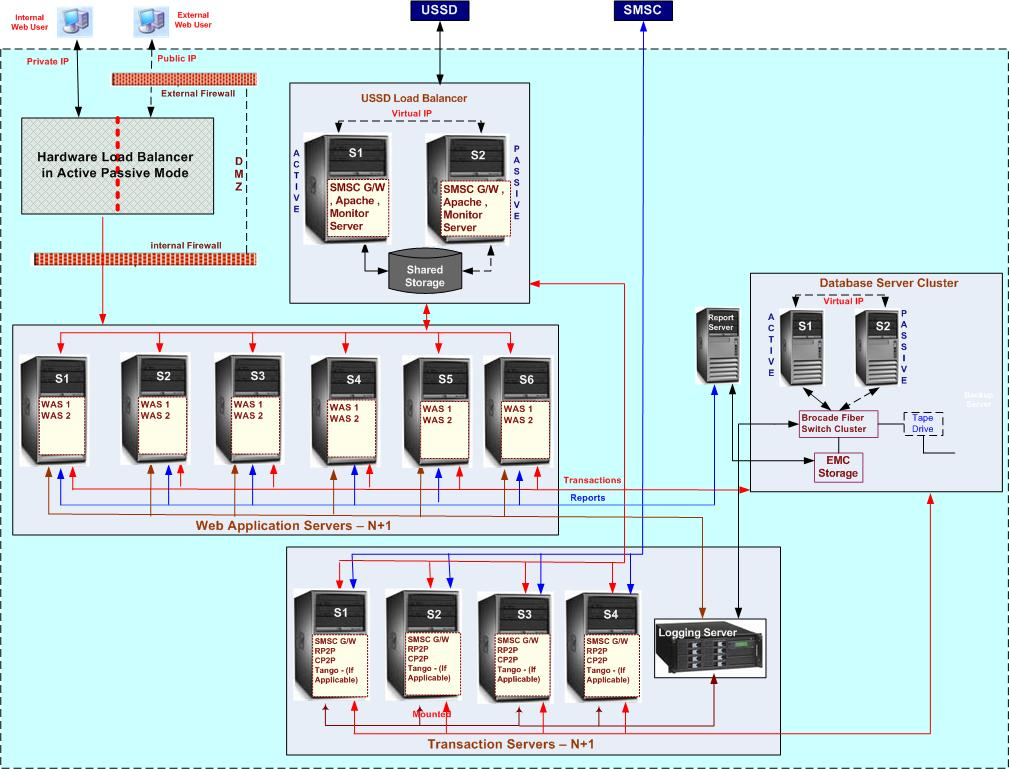 Internal
Web User
External
Web User
USSD
SMSC
Private IP
Public IP
External Firewall
Hardware Load Balancer
in Active Passive Mode
D
M
Z
internal Firewall
USSD Load Balancer
Virtual IP
A
C
T
I
V
E
S1
SMSC G/W
, Apache ,
Monitor
Server
S2
SMSC G/W ,
Apache ,
Monitor
Server
P
A
S
S
I
V
E
Shared
Storage
Database Server Cluster
Virtual IP
Report
Server
A
C
T
I
V
E
S1
S2
P
A
S
S
I
V
E
Backup
Server
Brocade Fiber
Switch Cluster
Tape
Drive
EMC
Storage
S1
WAS 1
WAS 2
S2
WAS 1
WAS 2
S3
WAS 1
WAS 2
S4
WAS 1
WAS 2
S5
WAS 1
WAS 2
S6
WAS 1
WAS 2
Transactions
Reports
Web Application Servers – N+1
S1
SMSC G/W
RP2P
CP2P
Tango - (If
Applicable)
S2
SMSC G/W
RP2P
CP2P
Tango - (If
Applicable)
S3
SMSC G/W
RP2P
CP2P
Tango - (If
Applicable)
S4
SMSC G/W
RP2P
CP2P
Tango - (If
Applicable)
Logging Server
Mounted
Transaction Servers – N+1